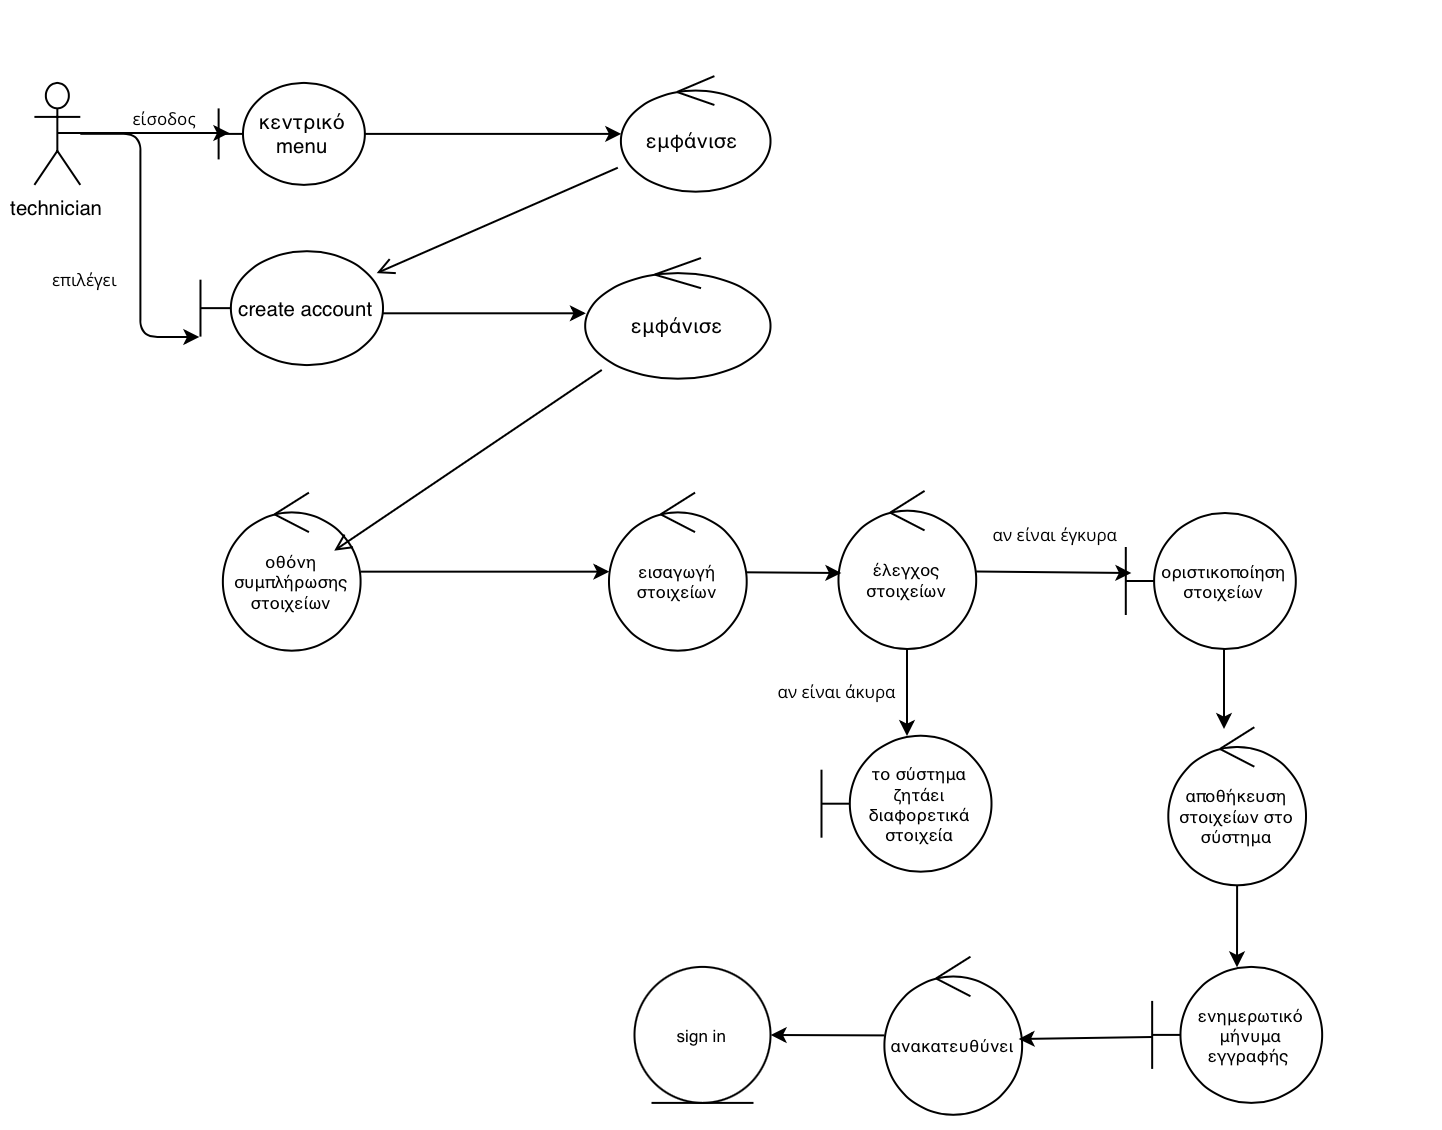 είσοδος
κεντρικό
menu
εμφάνισε
technician
επιλέγει
create account
εμφάνισε
οθόνη
συμπλήρωσης
στοιχείων
εισαγωγή
στοιχείων
έλεγχος
στοιχείων
αν είναι έγκυρα
οριστικοποίηση
στοιχείων
αν είναι άκυρα
το σύστημα
ζητάει
διαφορετικά
στοιχεία
αποθήκευση
στοιχείων στο
σύστημα
ενημερωτικό
μήνυμα
εγγραφής
ανακατευθύνει
sign in